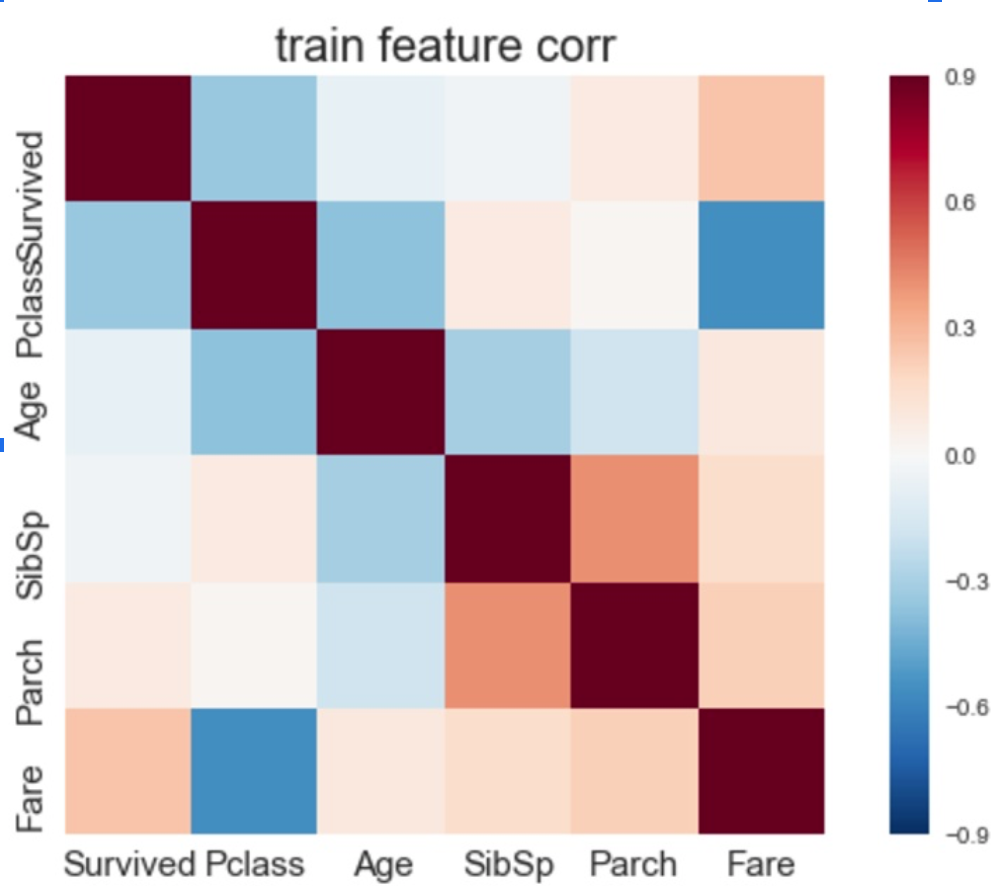 train feature corr
Survived
Pclass
Age
SibSp
Parch
Fare
Survived Pclass Age SibSp Parch Fare
0.9
0.6
0.3
0.0
−0.3
−0.6
−0.9